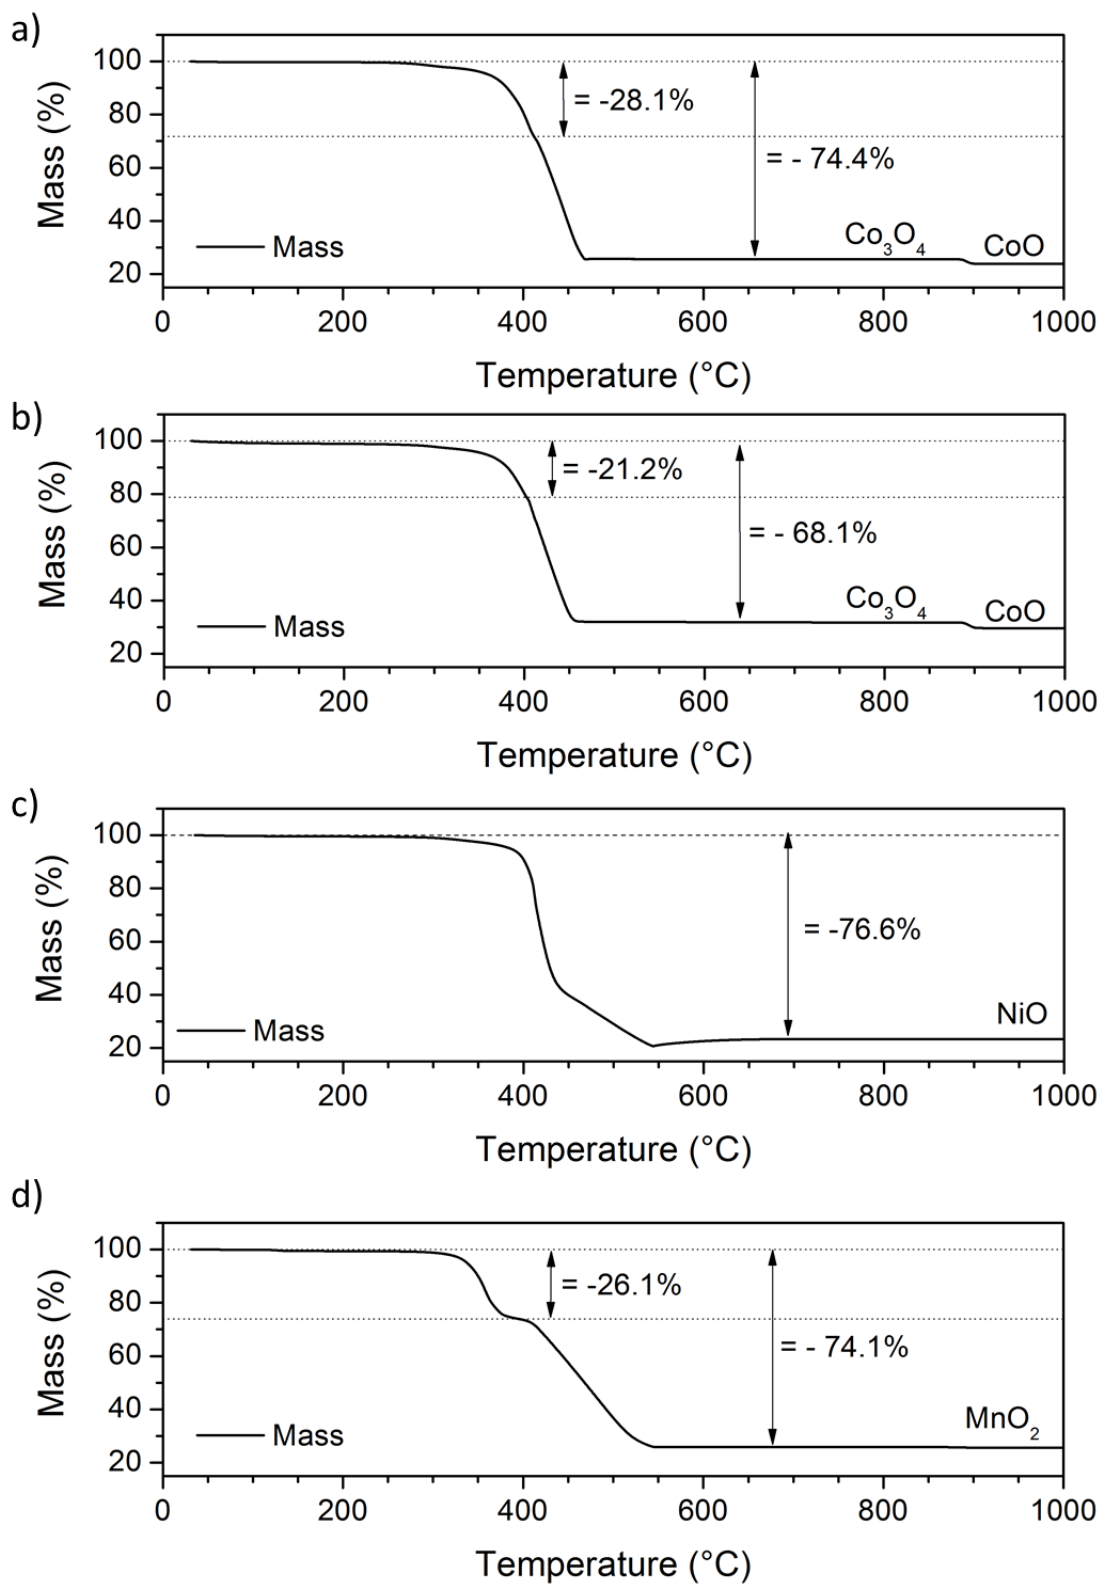 a)
Mass (%)
100
80
60
40
20
= -28.1%
= - 74.4%
Mass
Co3O4
CoO
0 200 400 600 800 1000
Temperature (°C)
b)
Mass (%)
100
80
60
40
20
= -21.2%
= - 68.1%
Mass
Co3O4
CoO
0 200 400 600 800 1000
Temperature (°C)
c)
Mass (%)
100
80
60
40
20
= -76.6%
Mass
NiO
0 200 400 600 800 1000
Temperature (°C)
d)
Mass (%)
100
80
60
40
20
= -26.1%
= - 74.1%
Mass
MnO2
0 200 400 600 800 1000
Temperature (°C)